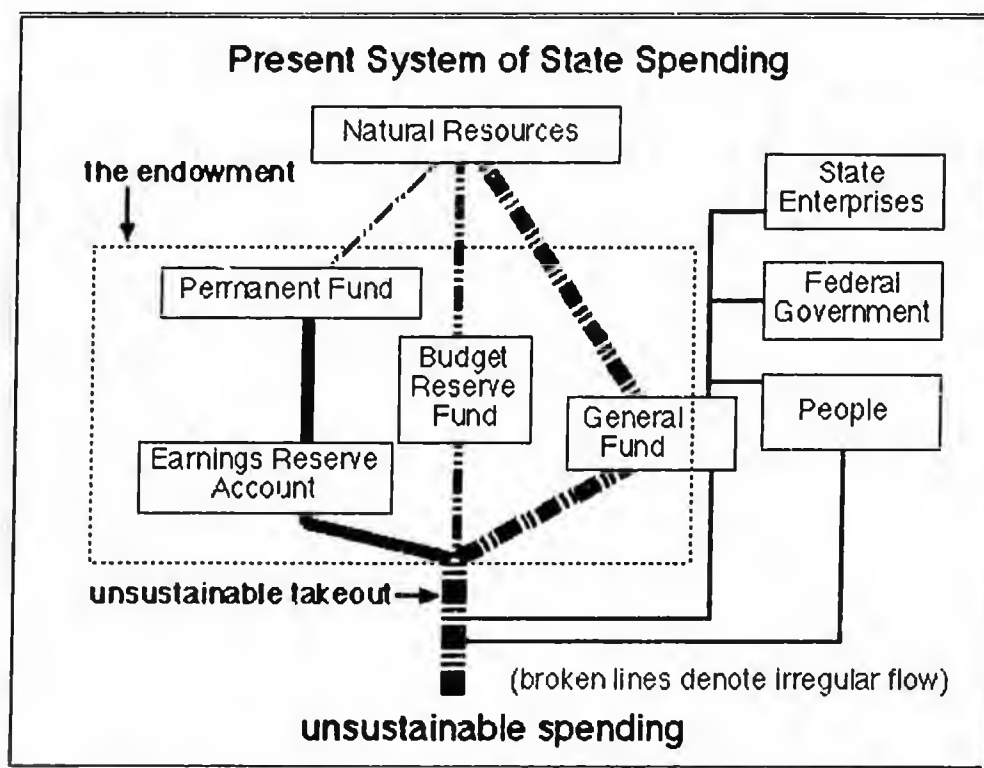 Present System of State Spending
Natural Resources
the endowment
State
Enterprises
Permanent Fund
Federal
Government
Budget
Reserve
Fund
People
General
Fund
Earnings Reserve
Account
unsustainable takeout
(broken lines denote irregular flow)
unsustainable spending